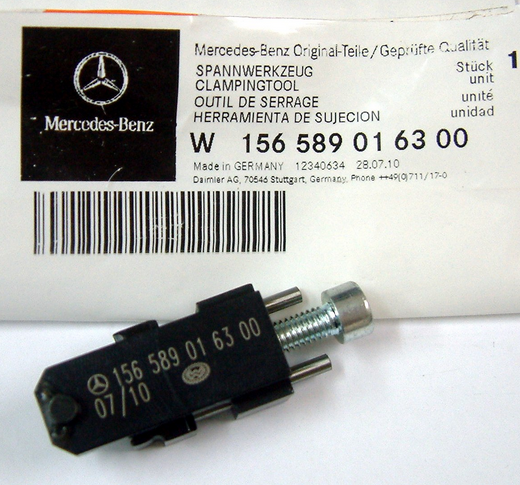 Mercedes-Benz
Mercedes-Benz Original-Teile/Geprüfte Qualität
SPANNWERKZEUG
CLAMPINGTOOL
OUTIL DE SERRAGE
HERRAMIENTA DE SUJECION
Stück
unit
unité
unidad
1
W 156 589 01 63 00
Made in GERMANY 12340634 28.07.10
Daimler AG, 70546 Stuttgart, Germany, Phone ++49(0)711/17-0
156 589 01 63 00
07/10